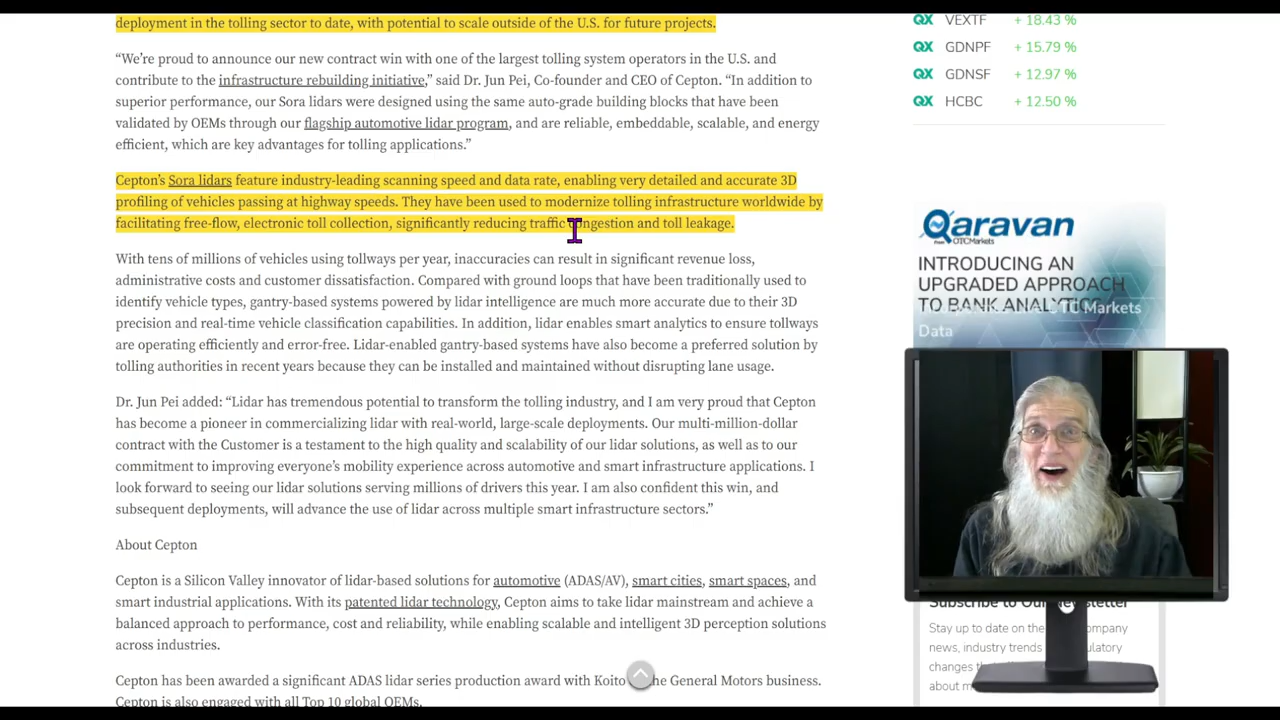 deployment in the tolling sector to date, with potential to scale outside of the U.S. for future projects.
“We’re proud to announce our new contract win with one of the largest tolling system operators in the U.S. and
contribute to the infrastructure rebuilding initiative,” said Dr. Jun Pei, Co-founder and CEO of Cepton. “In addition to
superior performance, our Sora lidars were designed using the same auto-grade building blocks that have been
validated by OEMs through our flagship automotive lidar program, and are reliable, embeddable, scalable, and energy
efficient, which are key advantages for tolling applications.”
Cepton’s Sora lidars feature industry-leading scanning speed and data rate, enabling very detailed and accurate 3D
profiling of vehicles passing at highway speeds. They have been used to modernize tolling infrastructure worldwide by
facilitating free-flow, electronic toll collection, significantly reducing traffic congestion and toll leakage.
With tens of millions of vehicles using tollways per year, inaccuracies can result in significant revenue loss,
administrative costs and customer dissatisfaction. Compared with ground loops that have been traditionally used to
identify vehicle types, gantry-based systems powered by lidar intelligence are much more accurate due to their 3D
precision and real-time vehicle classification capabilities. In addition, lidar enables smart analytics to ensure tollways
are operating efficiently and error-free. Lidar-enabled gantry-based systems have also become a preferred solution by
tolling authorities in recent years because they can be installed and maintained without disrupting lane usage.
Dr. Jun Pei added: “Lidar has tremendous potential to transform the tolling industry, and I am very proud that Cepton
has become a pioneer in commercializing lidar with real-world, large-scale deployments. Our multi-million-dollar
contract with the Customer is a testament to the high quality and scalability of our lidar solutions, as well as to our
commitment to improving everyone’s mobility experience across automotive and smart infrastructure applications. I
look forward to seeing our lidar solutions serving millions of drivers this year. I am also confident this win, and
subsequent deployments, will advance the use of lidar across multiple smart infrastructure sectors.”
About Cepton
Cepton is a Silicon Valley innovator of lidar-based solutions for automotive (ADAS/AV), smart cities, smart spaces, and
smart industrial applications. With its patented lidar technology, Cepton aims to take lidar mainstream and achieve a
balanced approach to performance, cost and reliability, while enabling scalable and intelligent 3D perception solutions
across industries.
Cepton has been awarded a significant ADAS lidar series production award with Koito the General Motors business.
Cepton is also engaged with all Top 10 global OEMs.
QX VEXTF + 18.43 %
QX GDNPF + 15.79 %
QX GDNSF + 12.97 %
QX HCBC + 12.50 %
Qaravan
From OTCMarkets
INTRODUCING AN
UPGRADED APPROACH
TO BANK ANALYTICS
OTC Markets
Data
Subscribe to Our Newsletter
Stay up to date on the company
news, industry trends
changes
about